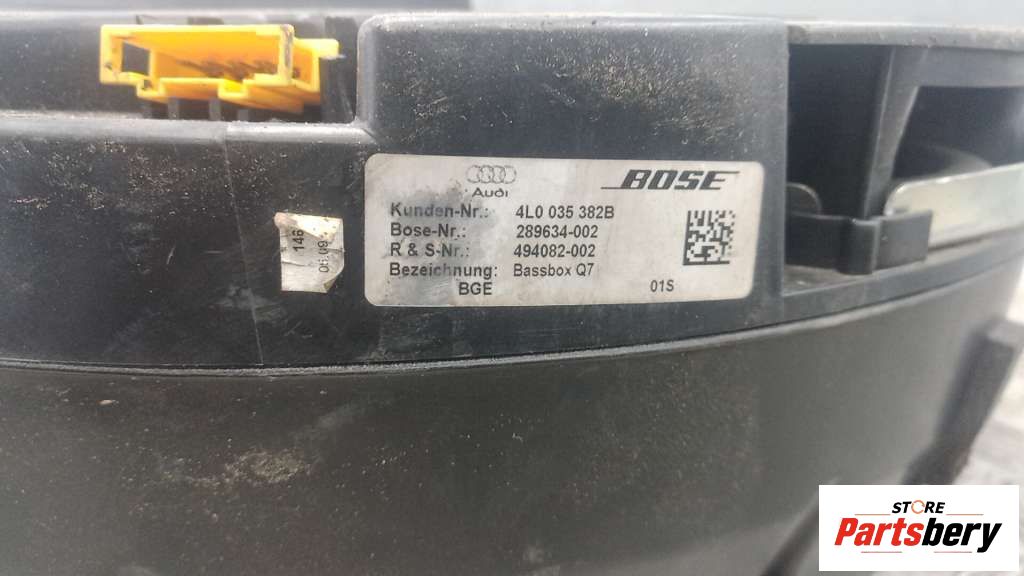 Audi
BOSE
Kunden-Nr.: 4L0 035 382B
Bose-Nr.: 289634-002
R & S-Nr.: 494082-002
Bezeichnung: Bassbox Q7
BGE 01S
146
STORE
Partsbery